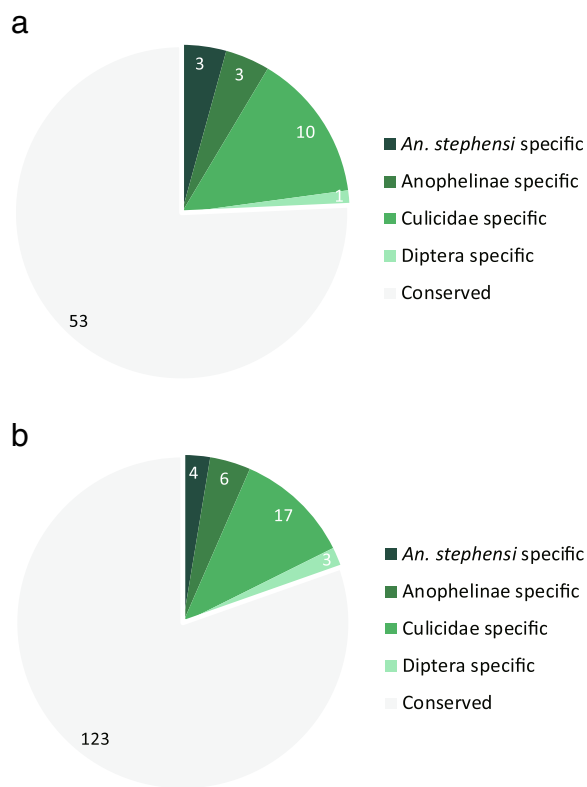 a
3
3
10
1
53
An. stephensi specific
Anophelinae specific
Culicidae specific
Diptera specific
Conserved
b
4
6
17
3
123
An. stephensi specific
Anophelinae specific
Culicidae specific
Diptera specific
Conserved